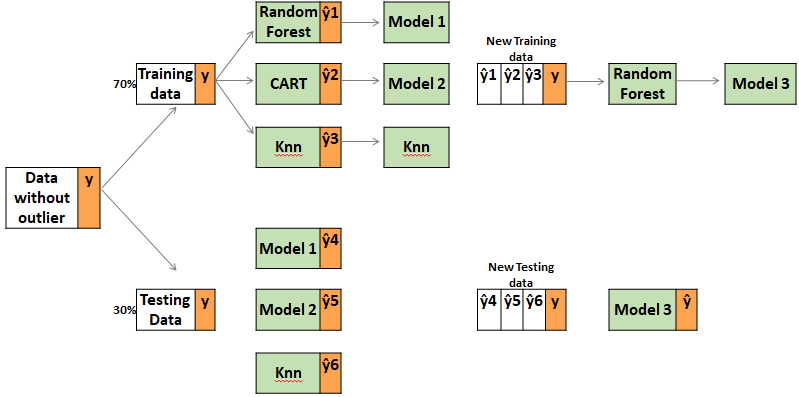 Random ŷ1
Forest
Model 1
New Training
data
70%
Training y
data
CART ŷ2
Model 2
ŷ1 ŷ2 ŷ3 y
Random
Forest
Model 3
Knn ŷ3
Knn
Data y
without
outlier
Model 1 ŷ4
New Testing
data
30%
Testing y
Data
Model 2 ŷ5
ŷ4 ŷ5 ŷ6 y
Model 3 ŷ
Knn ŷ6